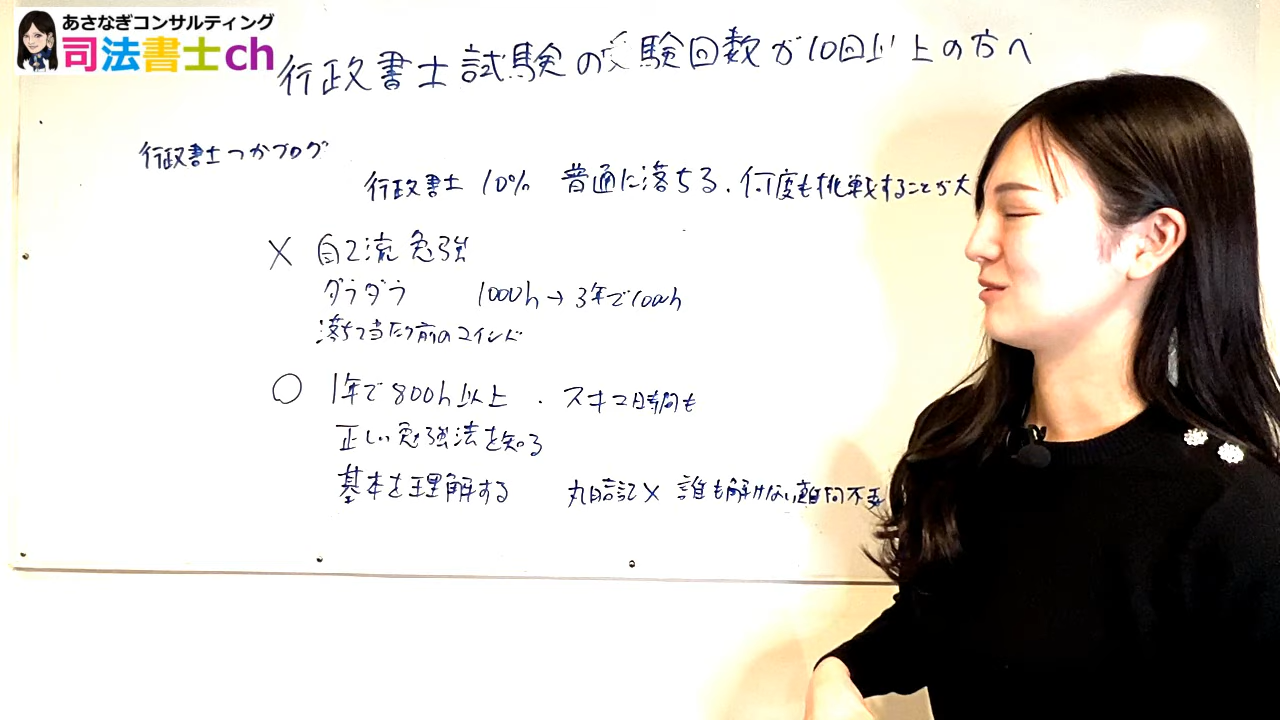 あさなぎコンサルティング
司法書士ch
行政書士試験の受験回数が10回以上の方へ
行政書士つかブログ
行政書士 10% 普通に落ちる、何度も挑戦することが大
× 自己流勉強
ダラダラ 1000h→3年で1000h
落ちて当たり前のマインド
○ 1年で800h以上 . スキマ時間も
正しい勉強法を知る
基本を理解する 丸暗記× 誰も解けない難問不要